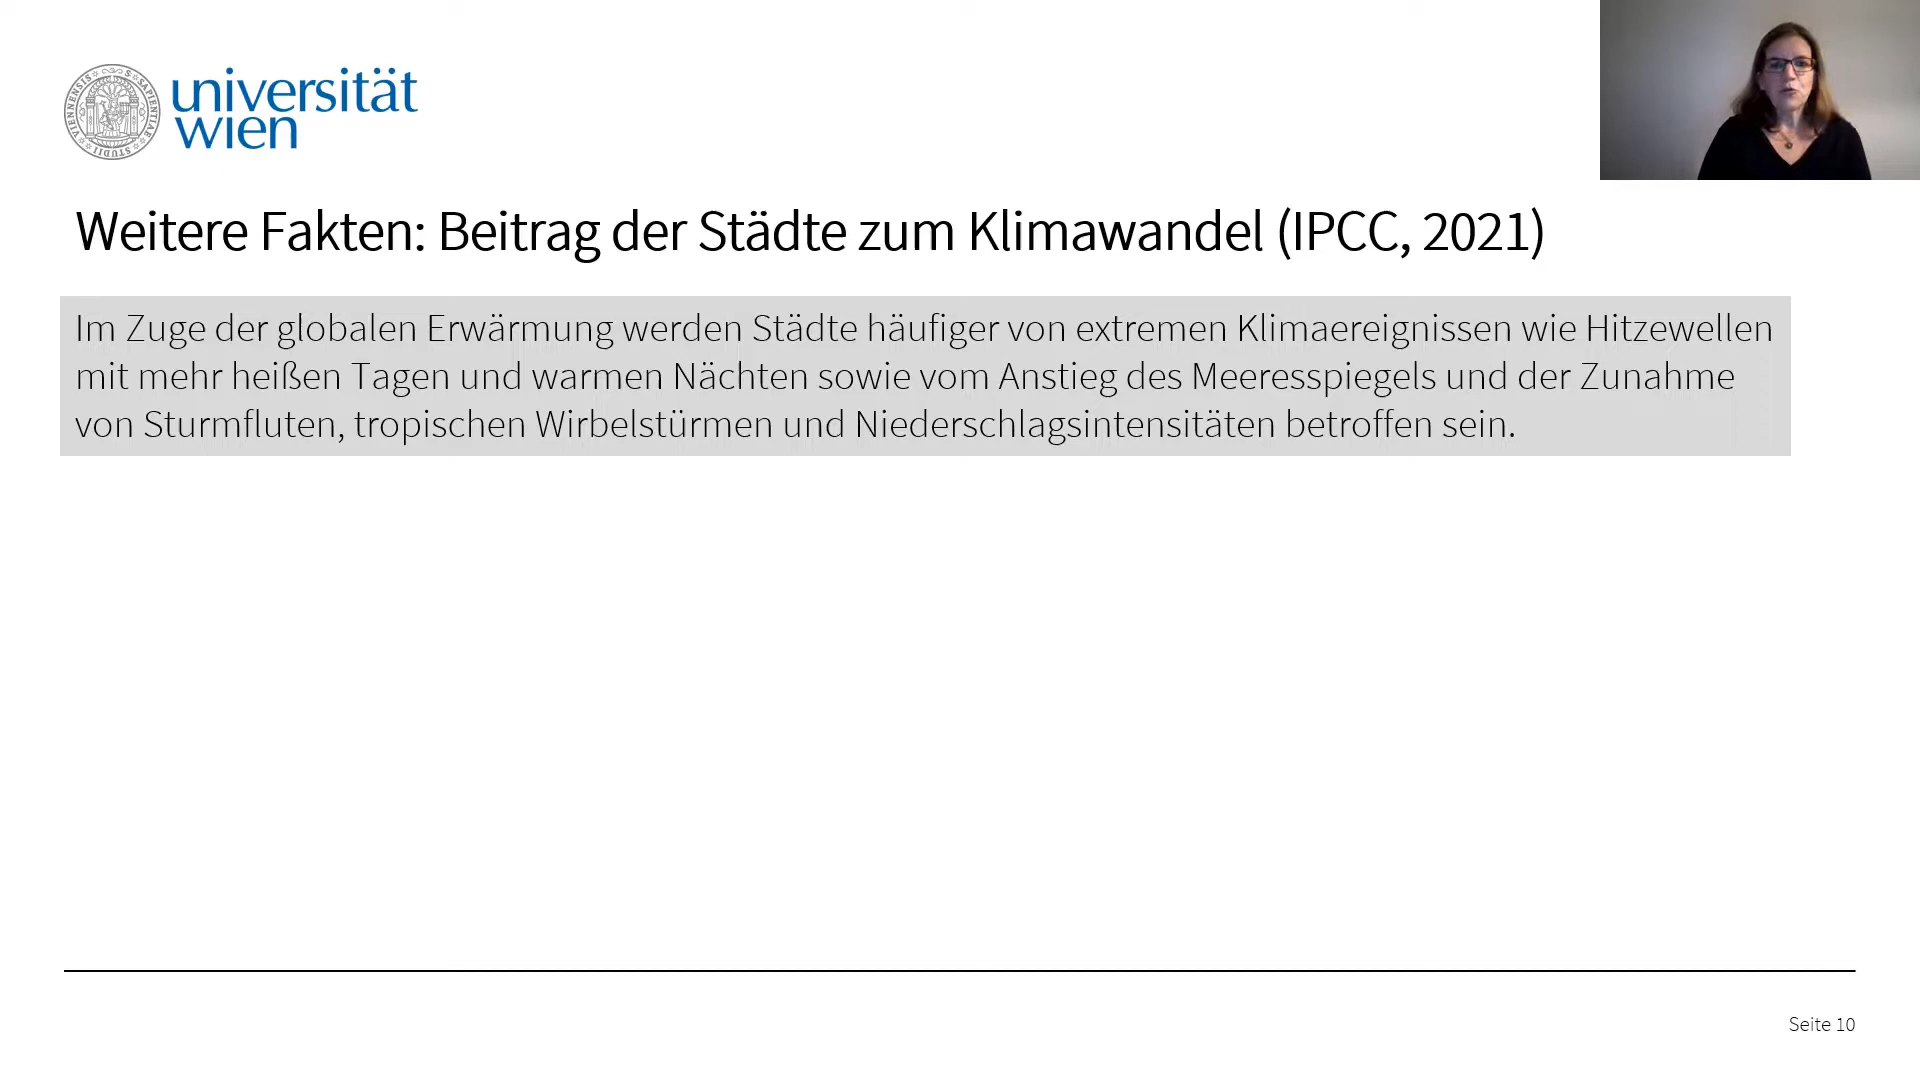 universität
wien
Weitere Fakten: Beitrag der Städte zum Klimawandel (IPCC, 2021)
Im Zuge der globalen Erwärmung werden Städte häufiger von extremen Klimaereignissen wie Hitzewellen
mit mehr heißen Tagen und warmen Nächten sowie vom Anstieg des Meeresspiegels und der Zunahme
von Sturmfluten, tropischen Wirbelstürmen und Niederschlagsintensitäten betroffen sein.
Seite 10